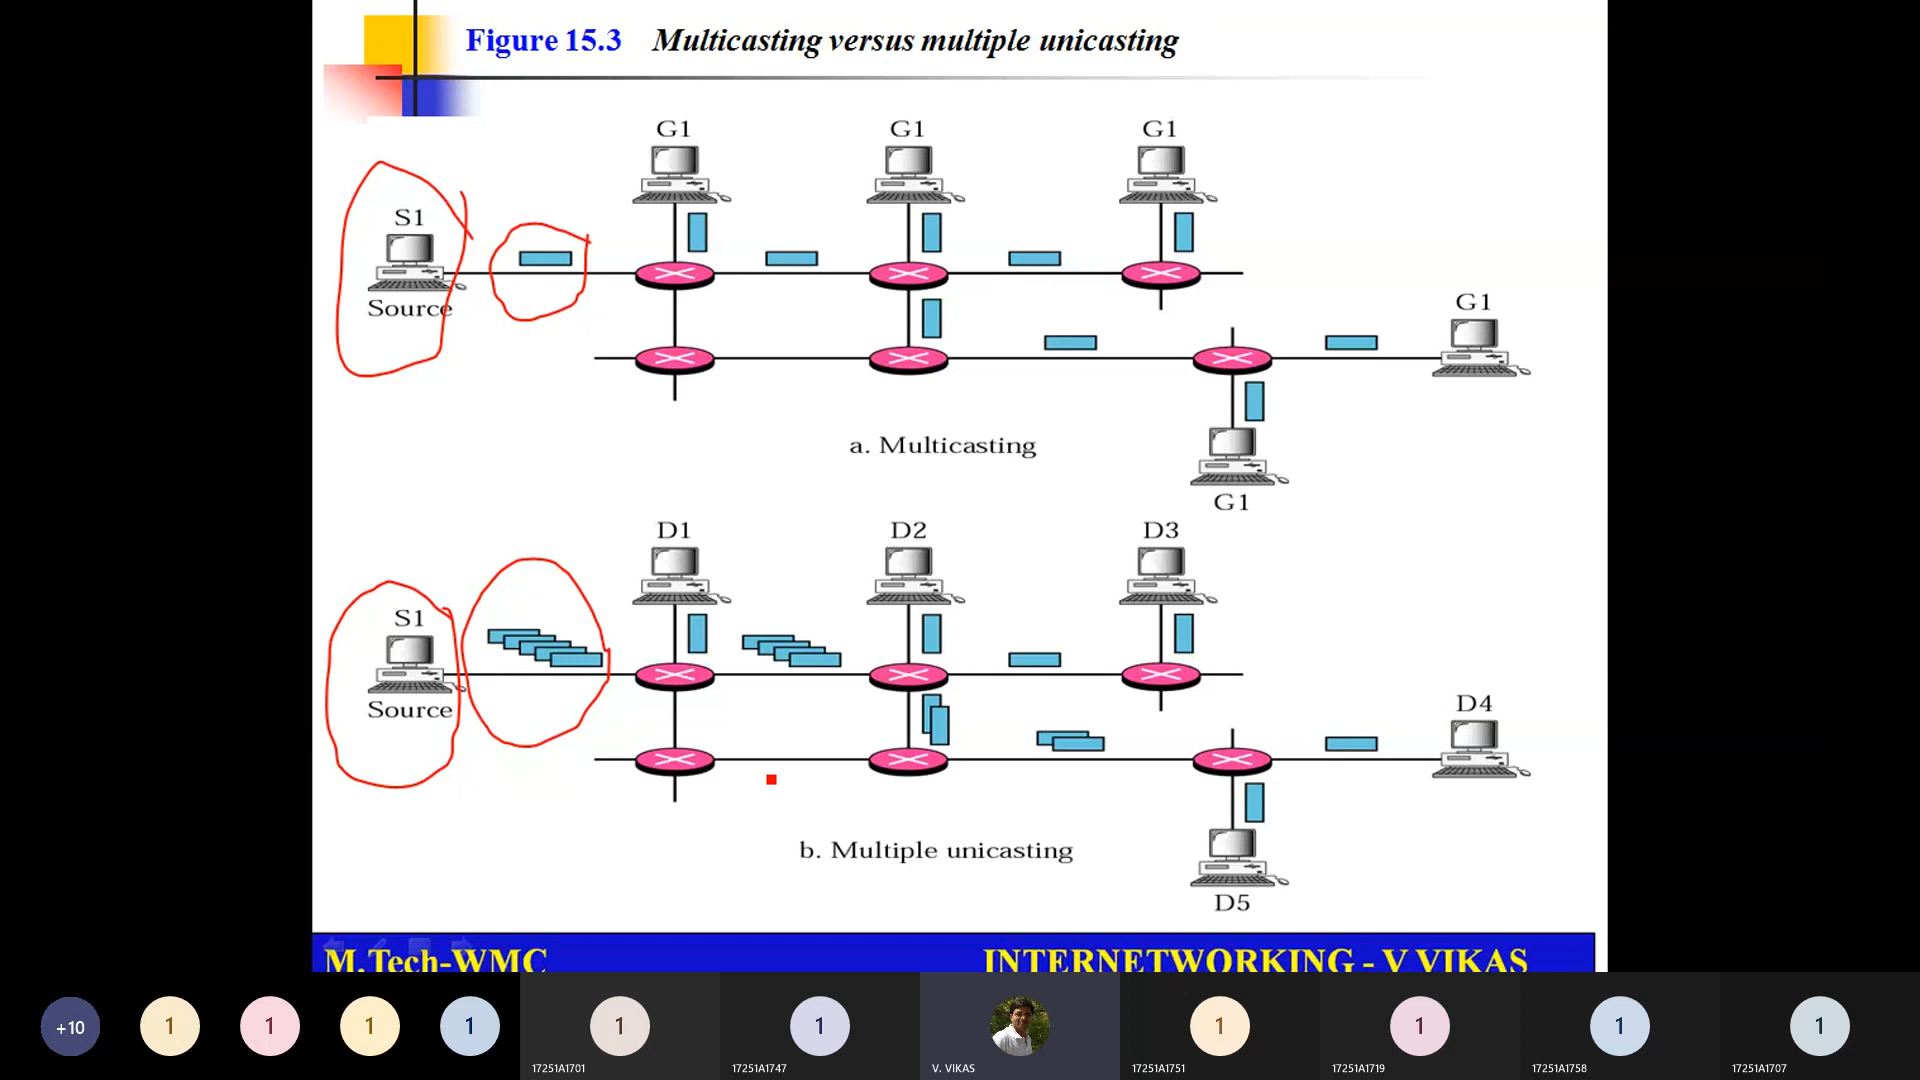 Figure 15.3 Multicasting versus multiple unicasting
G1 G1 G1
S1
Source
G1
a. Multicasting
G1
D1 D2 D3
S1
Source
D4
b. Multiple unicasting
D5
M.Tech-WMC INTERNETWORKING - V VIKAS
+10 1 1 1 1 1 1 1 1 1 1
17251A1701 17251A1747 V. VIKAS 17251A1751 17251A1719 17251A1758 17251A1707